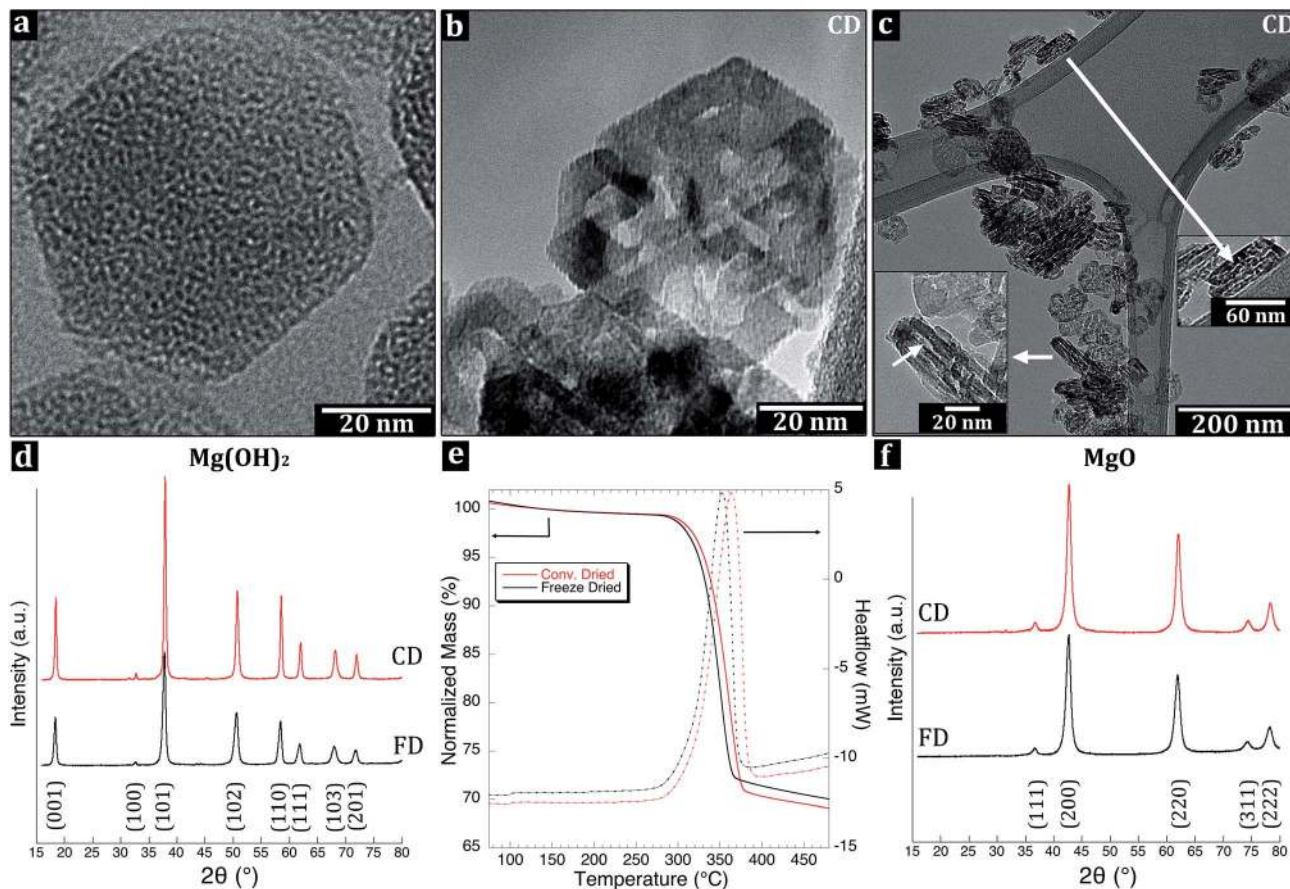 a
20 nm
b
CD
20 nm
c
CD
60 nm
20 nm
200 nm
d
Mg(OH)₂
Intensity (a.u.)
CD
FD
(001)
(100)
(101)
(102)
(110)
(111)
(103)
(201)
15 20 25 30 35 40 45 50 55 60 65 70 75 80
2θ (°)
e
Normalized Mass (%)
100
95
90
85
80
75
70
65
Conv. Dried
Freeze Dried
5
0
-5
-10
-15
Heatflow (mW)
100 150 200 250 300 350 400 450
Temperature (°C)
f
MgO
Intensity (a.u.)
CD
FD
(111)
(200)
(220)
(311)
(222)
15 20 25 30 35 40 45 50 55 60 65 70 75 80
2θ (°)